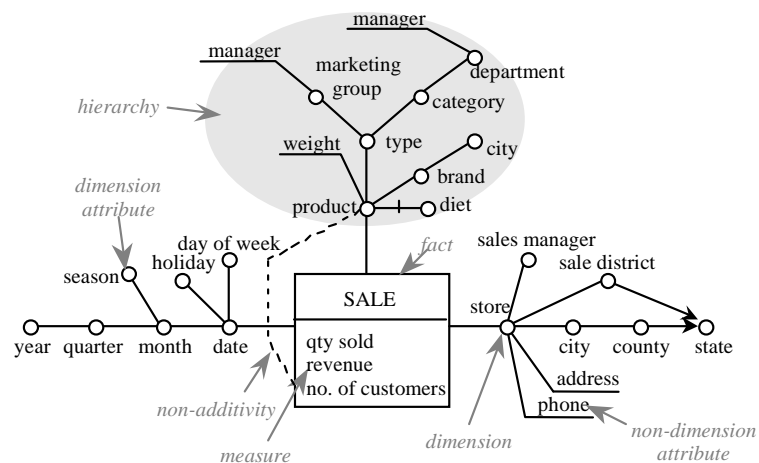 manager
manager
marketing
group
department
hierarchy
category
weight
type
city
brand
dimension
attribute
product
diet
day of week
fact
sales manager
holiday
sale district
season
SALE
store
year
quarter
month
date
qty sold
revenue
no. of customers
city
county
state
address
phone
non-additivity
measure
dimension
non-dimension
attribute